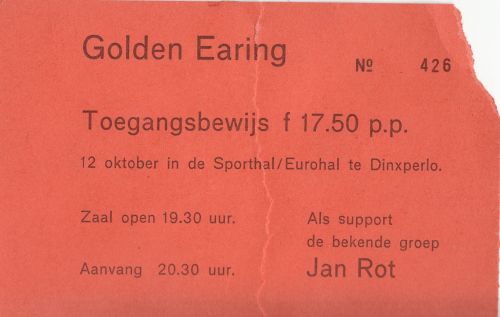 Golden Earing
Nº 426
Toegangsbewijs f 17.50 p.p.
12 oktober in de Sporthal/Eurohal te Dinxperlo.
Zaal open 19.30 uur.
Aanvang 20.30 uur.
Als support
de bekende groep
Jan Rot